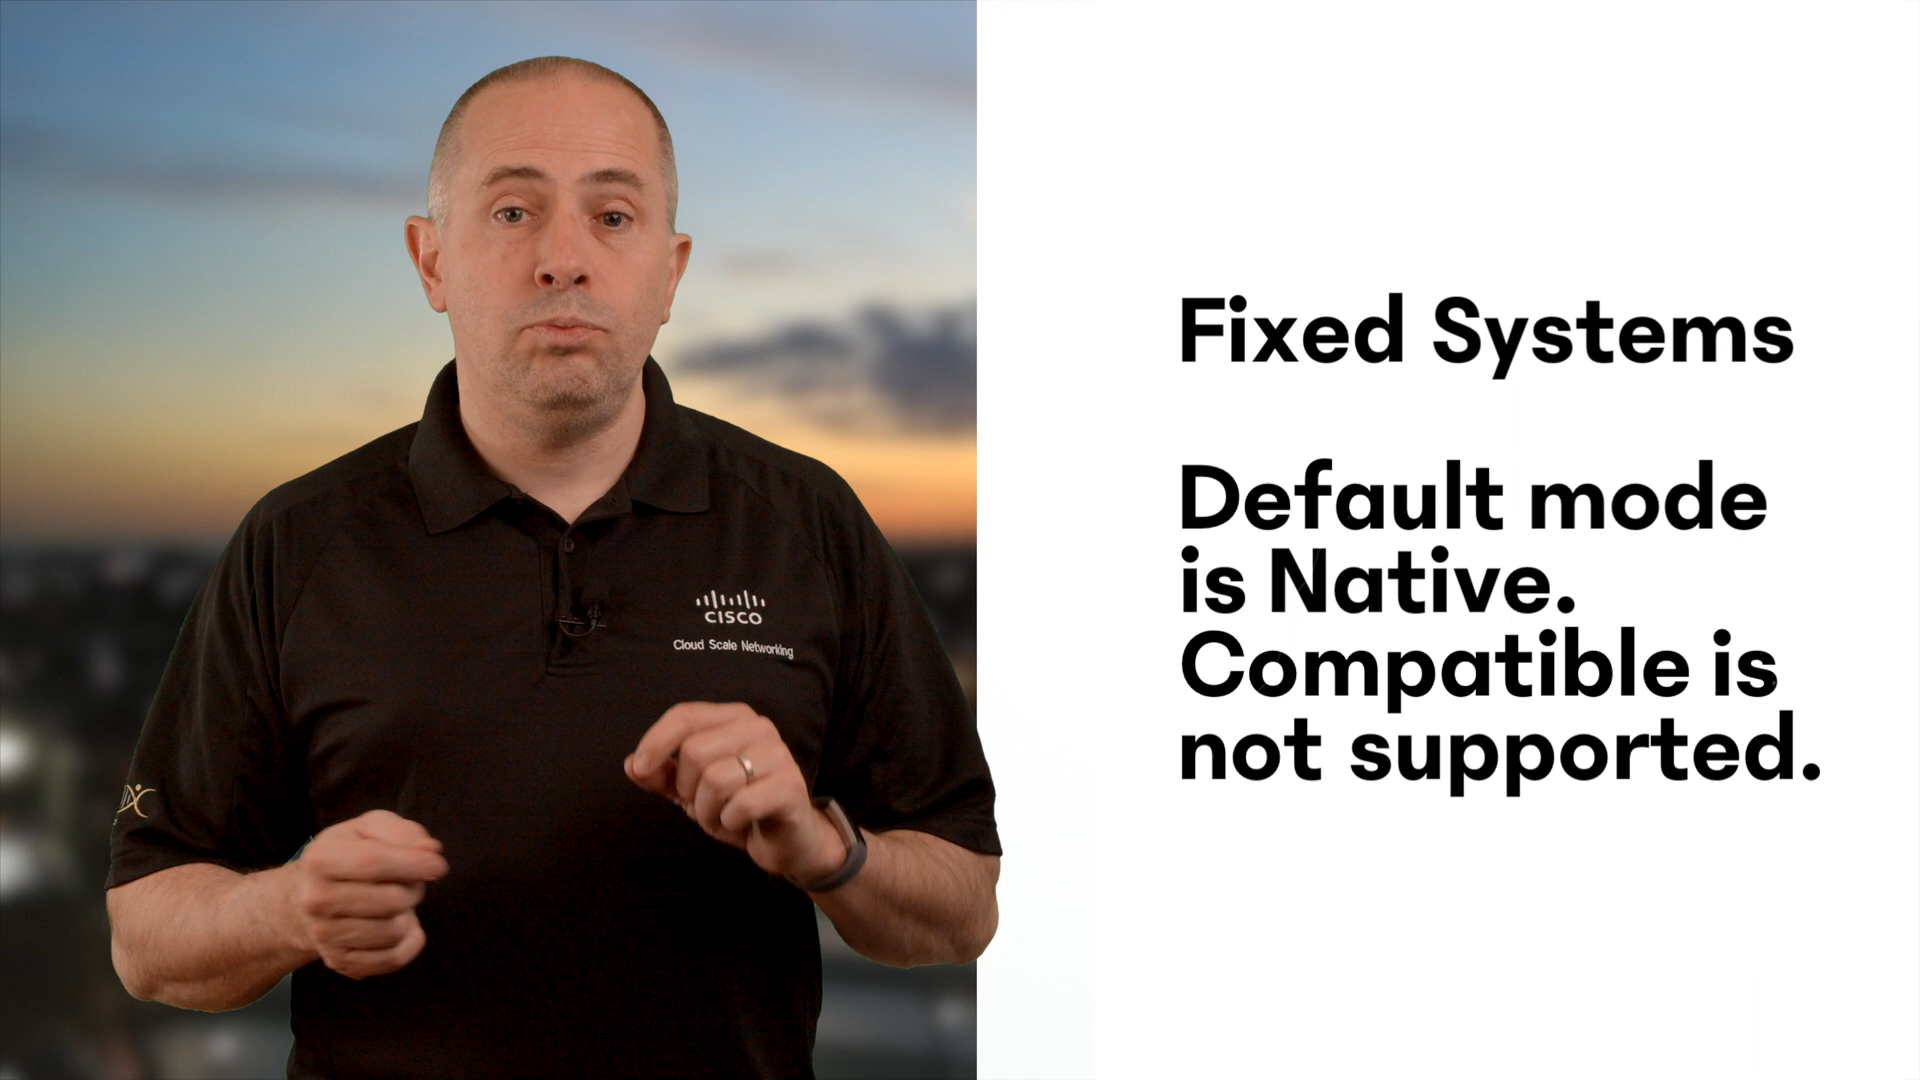 CISCO
Cloud Scale Networking
Fixed Systems
Default mode
is Native.
Compatible is
not supported.